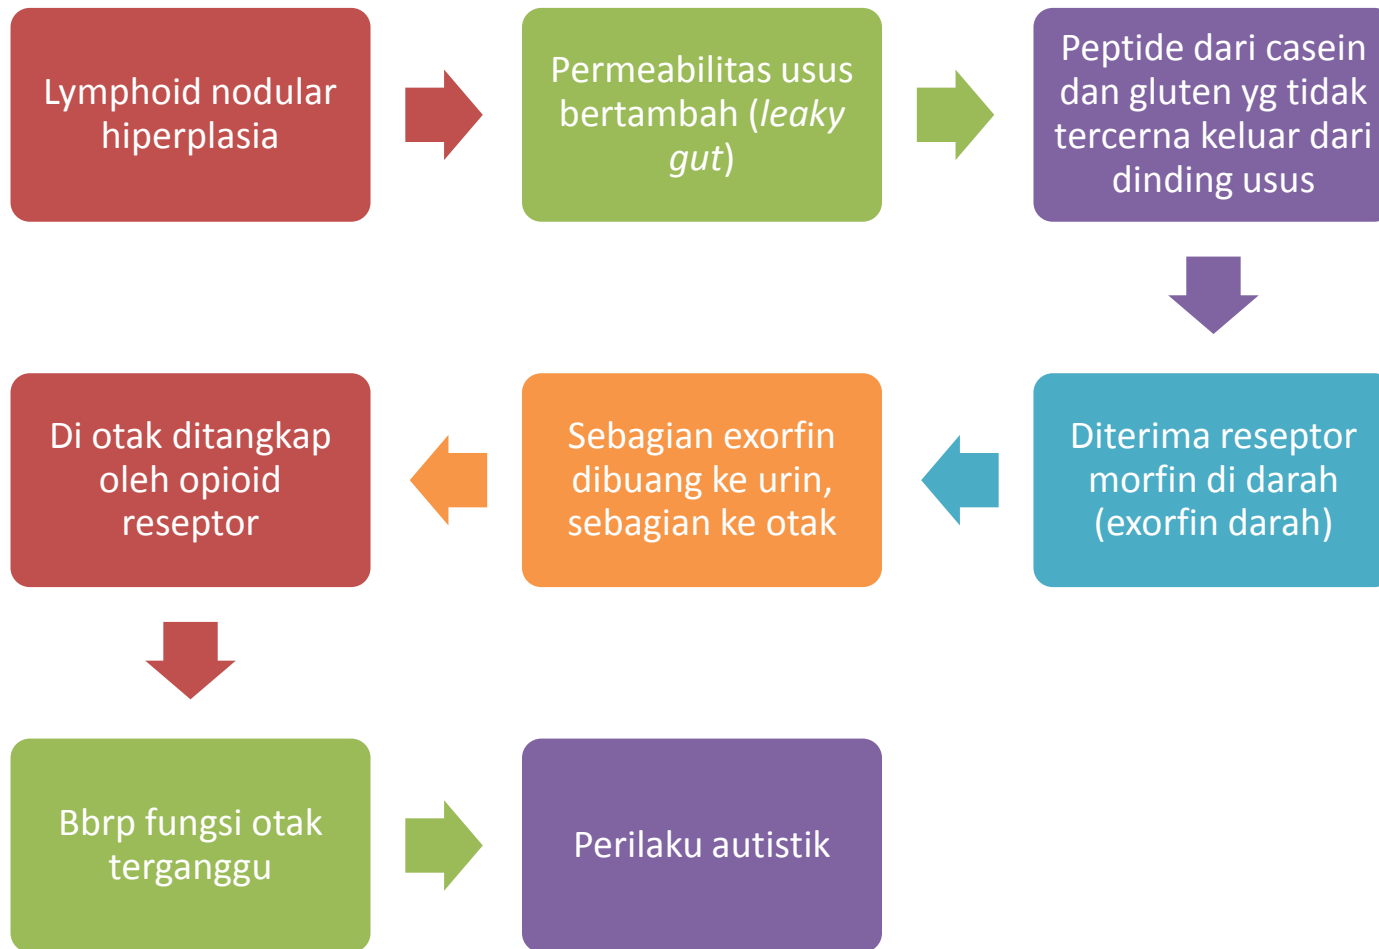 Lymphoid nodular
hiperplasia
Permeabilitas usus
bertambah (leaky
gut)
Peptide dari casein
dan gluten yg tidak
tercerna keluar dari
dinding usus
Diterima reseptor
morfin di darah
(exorfin darah)
Sebagian exorfin
dibuang ke urin,
sebagian ke otak
Di otak ditangkap
oleh opioid
reseptor
Bbrp fungsi otak
terganggu
Perilaku autistik